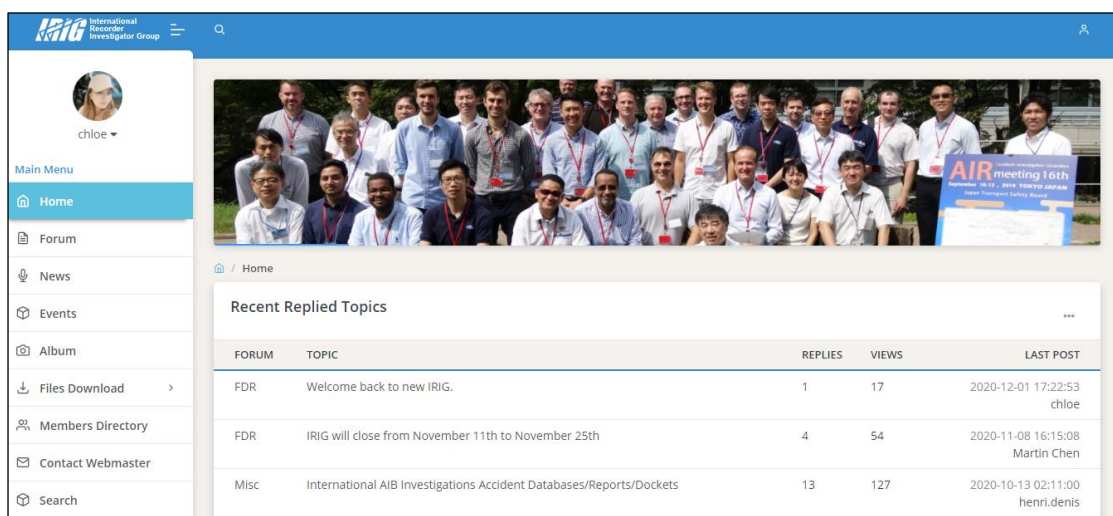 IRIG International
Recorder
Investigator Group
chloe
Main Menu
Home
Forum
News
Events
Album
Files Download
Members Directory
Contact Webmaster
Search
AIR
meeting 16th
TOKYO JAPAN
Japan Transport Safety Board
/ Home
Recent Replied Topics
FORUM TOPIC REPLIES VIEWS LAST POST
FDR Welcome back to new IRIG. 1 17 2020-12-01 17:22:53
chloe
FDR IRIG will close from November 11th to November 25th 4 54 2020-11-08 16:15:08
Martin Chen
Misc International AIB Investigations Accident Databases/Reports/Dockets 13 127 2020-10-13 02:11:00
henri.denis